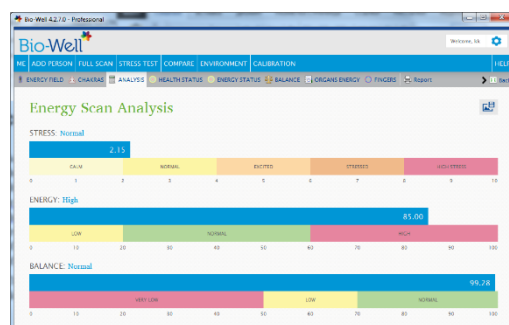 Bio-Well 4.2.7.0 - Professional
Bio-Well
Welcome,
ME ADD PERSON FULL SCAN STRESS TEST COMPARE ENVIRONMENT CALIBRATION HELP
ENERGY FIELD CHAKRAS ANALYSIS HEALTH STATUS ENERGY STATUS BALANCE ORGANS ENERGY FINGERS Report
Energy Scan Analysis
STRESS: Normal
2.15
CALM NORMAL EXCITED STRESSED HIGH STRESS
0 1 2 3 4 5 6 7 8 9 10
ENERGY: High
85.00
LOW NORMAL HIGH
0 10 20 30 40 50 60 70 80 90 100
BALANCE: Normal
99.28
VERY LOW LOW NORMAL
0 10 20 30 40 50 60 70 80 90 100